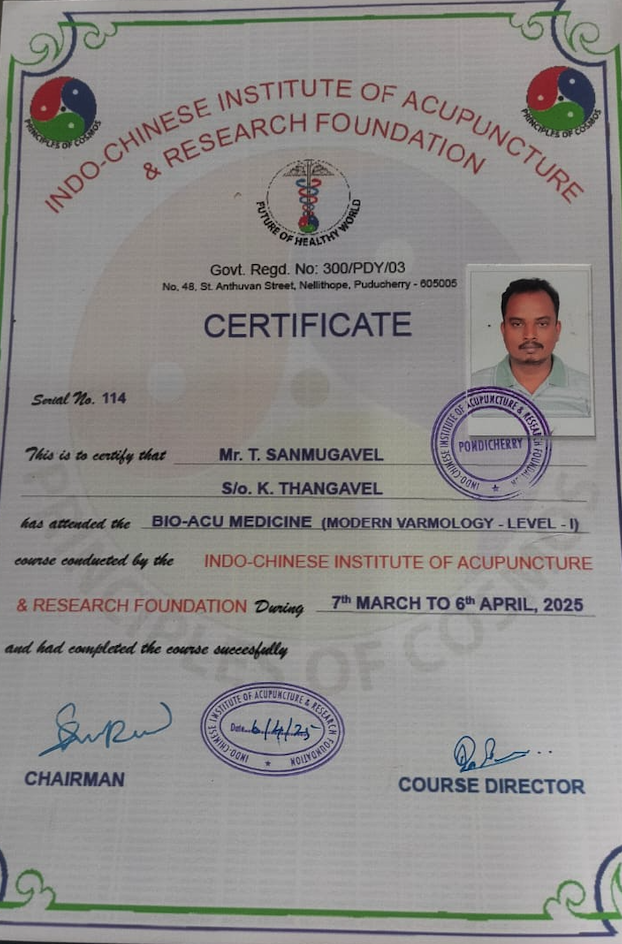 PRINCIPLES OF COSMOS
PRINCIPLES OF COSMOS
INDO-CHINESE INSTITUTE OF ACUPUNCTURE
& RESEARCH FOUNDATION
FUTURE OF HEALTHY WORLD
Govt. Regd. No: 300/PDY/03
No, 48, St. Anthuvan Street, Nellithope, Puducherry - 605005
CERTIFICATE
Serial No. 114
INDO-CHINESE INSTITUTE OF ACUPUNCTURE & RESEARCH FOUNDATION
PONDICHERRY
This is to certify that Mr. T. SANMUGAVEL
S/o. K. THANGAVEL
has attended the BIO-ACU MEDICINE (MODERN VARMOLOGY - LEVEL - I)
course conducted by the INDO-CHINESE INSTITUTE OF ACUPUNCTURE
& RESEARCH FOUNDATION During 7th MARCH TO 6th APRIL, 2025
and had completed the course succesfully
PRINCIPLES OF COSMOS
INDO-CHINESE INSTITUTE OF ACUPUNCTURE & RESEARCH FOUNDATION
Date 6/4/25
CHAIRMAN
COURSE DIRECTOR